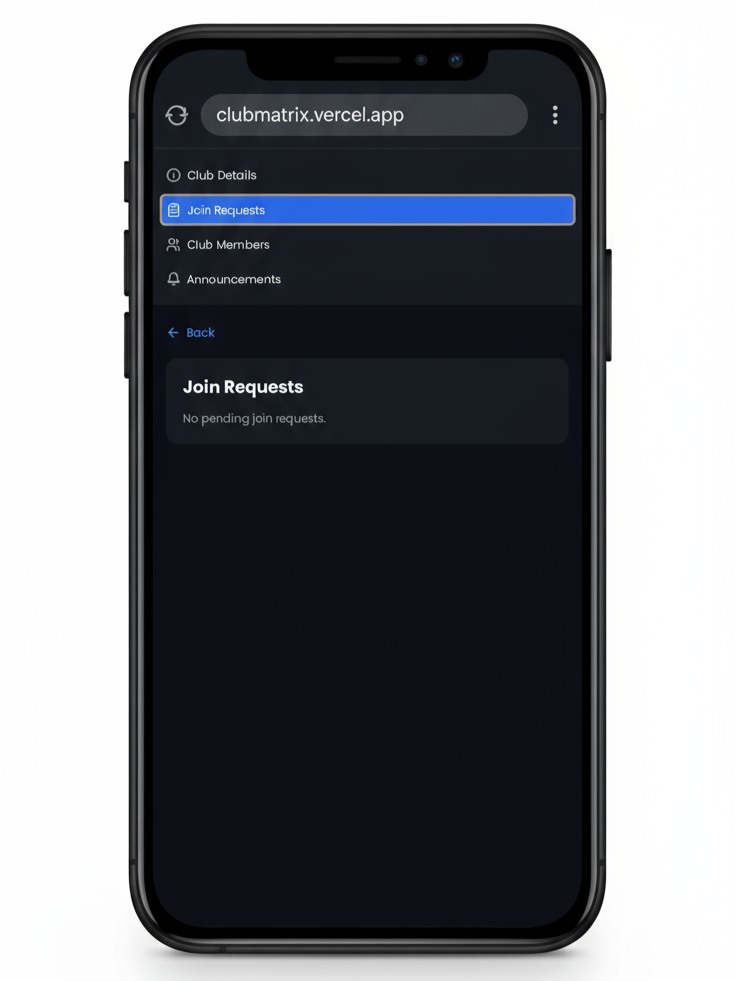 clubmatrix.vercel.app
Club Details
Join Requests
Club Members
Announcements
Back
Join Requests
No pending join requests.